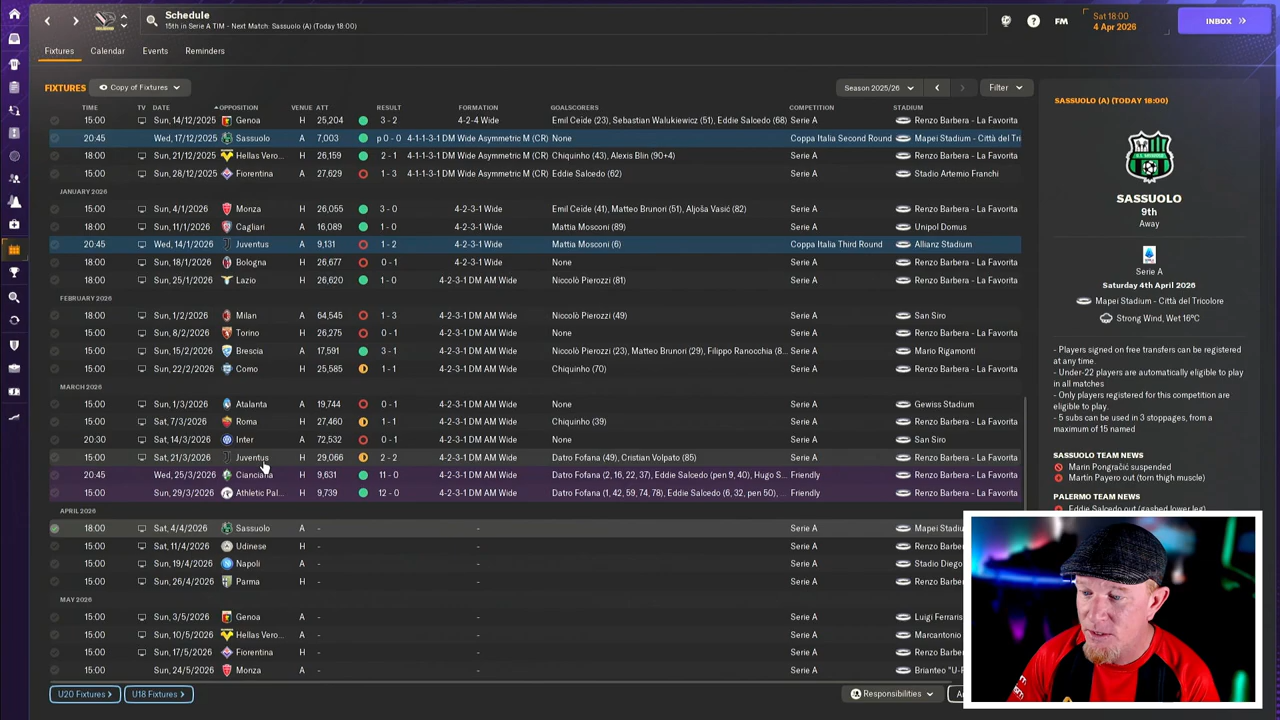 Schedule
15th in Serie A TIM - Next Match: Sassuolo (A) (Today 18:00)
FM
Sat 18:00
4 Apr 2026
INBOX
Fixtures Calendar Events Reminders
FIXTURES Copy of Fixtures Season 2025/26 Filter
TIME TV DATE OPPOSITION VENUE ATT RESULT FORMATION GOALSCORERS COMPETITION STADIUM
15:00 Sun, 14/12/2025 Genoa H 25,204 3 - 2 4-2-4 Wide Emil Ceide (23), Sebastian Walukiewicz (51), Eddie Salcedo (68) Serie A Renzo Barbera - La Favorita
20:45 Wed, 17/12/2025 Sassuolo A 7,003 p 0 - 0 4-1-1-3-1 DM Wide Asymmetric M (CR) None Coppa Italia Second Round Mapei Stadium - Città del Tri
18:00 Sun, 21/12/2025 Hellas Vero... H 26,159 2 - 1 4-1-1-3-1 DM Wide Asymmetric M (CR) Chiquinho (43), Alexis Blin (90+4) Serie A Renzo Barbera - La Favorita
15:00 Sun, 28/12/2025 Fiorentina A 27,629 1 - 3 4-1-1-3-1 DM Wide Asymmetric M (CR) Eddie Salcedo (62) Serie A Stadio Artemio Franchi
JANUARY 2026
15:00 Sun, 4/1/2026 Monza H 26,055 3 - 0 4-2-3-1 Wide Emil Ceide (41), Matteo Brunori (51), Aljoša Vasić (82) Serie A Renzo Barbera - La Favorita
15:00 Sun, 11/1/2026 Cagliari A 16,089 1 - 0 4-2-3-1 Wide Mattia Mosconi (89) Serie A Unipol Domus
20:45 Wed, 14/1/2026 Juventus A 9,131 1 - 2 4-2-3-1 Wide Mattia Mosconi (6) Coppa Italia Third Round Allianz Stadium
18:00 Sun, 18/1/2026 Bologna H 26,677 0 - 1 4-2-3-1 Wide None Serie A Renzo Barbera - La Favorita
18:00 Sun, 25/1/2026 Lazio H 26,620 1 - 0 4-2-3-1 DM AM Wide Niccolò Pierozzi (81) Serie A Renzo Barbera - La Favorita
FEBRUARY 2026
18:00 Sun, 1/2/2026 Milan A 64,545 1 - 3 4-2-3-1 DM AM Wide Niccolò Pierozzi (49) Serie A San Siro
15:00 Sun, 8/2/2026 Torino H 26,275 0 - 1 4-2-3-1 DM AM Wide None Serie A Renzo Barbera - La Favorita
15:00 Sun, 15/2/2026 Brescia A 17,591 3 - 1 4-2-3-1 DM AM Wide Niccolò Pierozzi (23), Matteo Brunori (29), Filippo Ranocchia (8... Serie A Mario Rigamonti
15:00 Sun, 22/2/2026 Como H 25,585 1 - 1 4-2-3-1 DM AM Wide Chiquinho (70) Serie A Renzo Barbera - La Favorita
MARCH 2026
15:00 Sun, 1/3/2026 Atalanta A 19,744 0 - 1 4-2-3-1 DM AM Wide None Serie A Gewiss Stadium
15:00 Sat, 7/3/2026 Roma H 27,460 1 - 1 4-2-3-1 DM AM Wide Chiquinho (39) Serie A Renzo Barbera - La Favorita
20:30 Sat, 14/3/2026 Inter A 72,532 0 - 1 4-2-3-1 DM AM Wide None Serie A San Siro
15:00 Sat, 21/3/2026 Juventus H 29,066 2 - 2 4-2-3-1 DM AM Wide Datro Fofana (49), Cristian Volpato (85) Serie A Renzo Barbera - La Favorita
20:45 Wed, 25/3/2026 Cianciana H 9,631 11 - 0 4-2-3-1 DM AM Wide Datro Fofana (2, 16, 22, 37), Eddie Salcedo (pen 9, 40), Hugo S... Friendly Renzo Barbera - La Favorita
15:00 Sun, 29/3/2026 Athletic Pal... H 9,739 12 - 0 4-2-3-1 DM AM Wide Datro Fofana (1, 42, 59, 74, 78), Eddie Salcedo (6, 32, pen 50), ... Friendly Renzo Barbera - La Favorita
APRIL 2026
18:00 Sat, 4/4/2026 Sassuolo A - - Serie A Mapei Stadiu
15:00 Sat, 11/4/2026 Udinese H - Serie A Renzo Barber
15:00 Sun, 19/4/2026 Napoli A - Serie A Stadio Diego
15:00 Sun, 26/4/2026 Parma H - Serie A Renzo Barber
MAY 2026
15:00 Sun, 3/5/2026 Genoa A - Serie A Luigi Ferraris
15:00 Sun, 10/5/2026 Hellas Vero... A - Serie A Marcantonio
15:00 Sun, 17/5/2026 Fiorentina H - Serie A Renzo Barber
15:00 Sun, 24/5/2026 Monza A - Serie A Brianteo "U-
U20 Fixtures U18 Fixtures Responsibilities
SASSUOLO (A) (TODAY 18:00)
SASSUOLO
9th
Away
Serie A
Saturday 4th April 2026
Mapei Stadium - Città del Tricolore
Strong Wind, Wet 16°C
- Players signed on free transfers can be registered
at any time.
- Under-22 players are automatically eligible to play
in all matches
- Only players registered for this competition are
eligible to play.
- 5 subs can be used in 3 stoppages, from a
maximum of 15 named
SASSUOLO TEAM NEWS
Marin Pongračić suspended
Martín Payero out (torn thigh muscle)
PALERMO TEAM NEWS
Eddie Salcedo out (gashed lower leg)